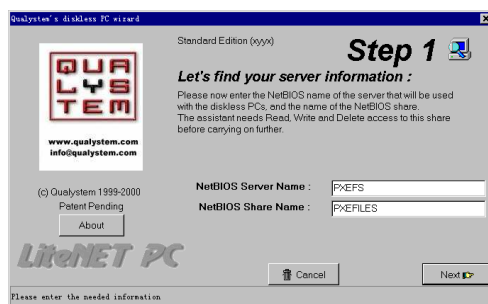 Qualystem's diskless PC wizard
QUA
LYS
TEM
www.qualystem.com
info@qualystem.com
(c) Qualystem 1999-2000
Patent Pending
About
LiteNET PC
Standard Edition (xyyx)
Step 1
Let's find your server information :
Please now enter the NetBIOS name of the server that will be used
with the diskless PCs, and the name of the NetBIOS share.
The assistant needs Read, Write and Delete access to this share
before carrying on further.
NetBIOS Server Name : PXEFS
NetBIOS Share Name : PXEFILES
Cancel
Next
Please enter the needed information